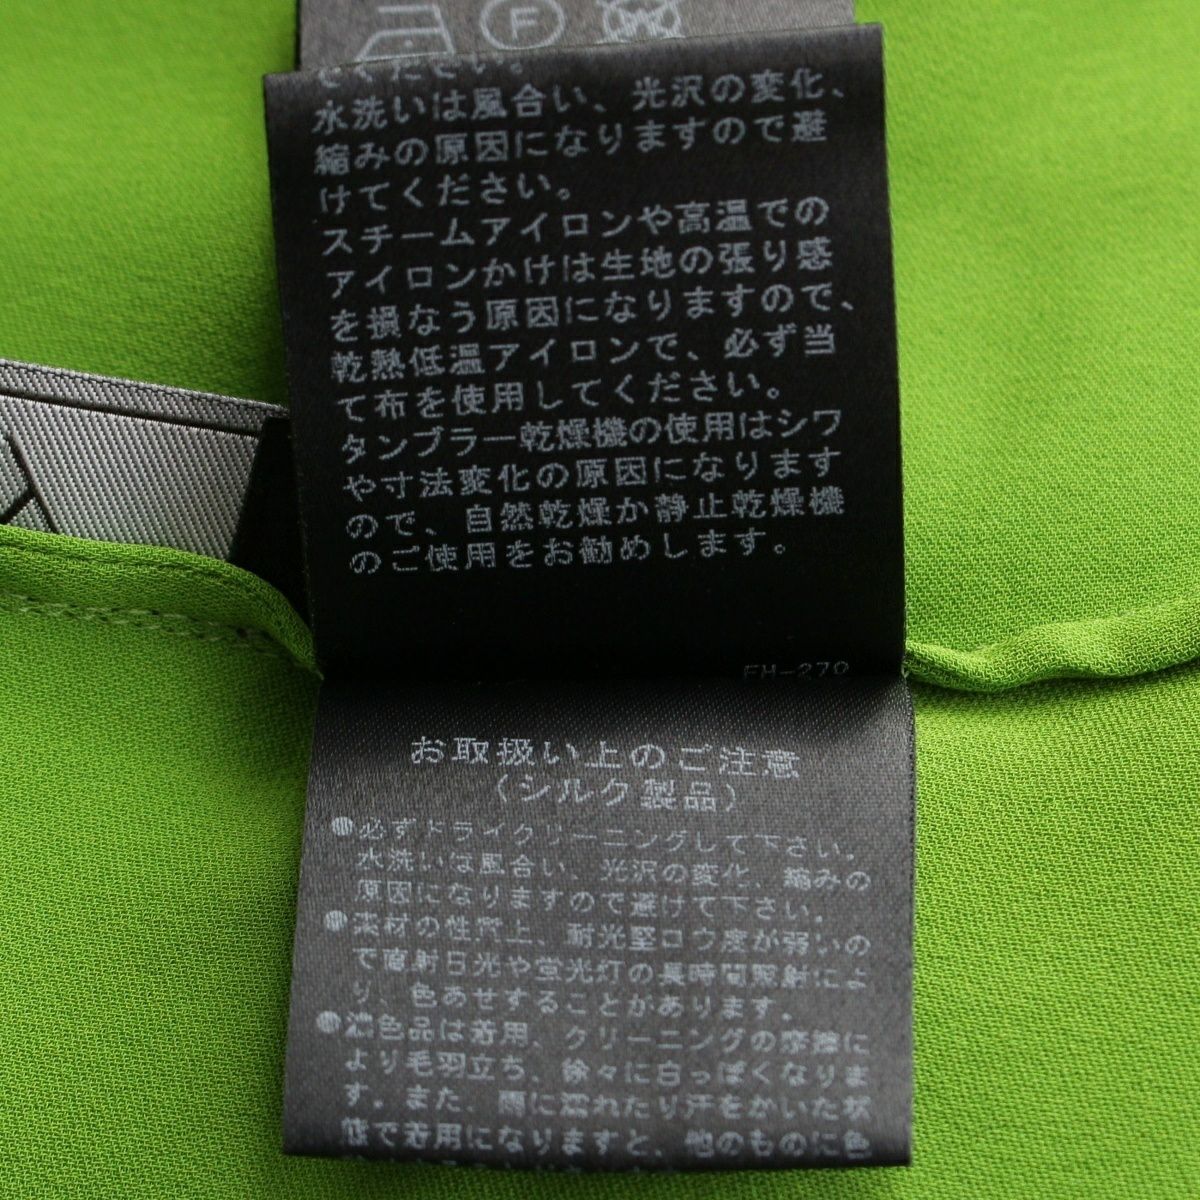 F
W
てください。
水洗いは風合い、光沢の変化、
縮みの原因になりますので避
けてください。
スチームアイロンや高温での
アイロンかけは生地の張り感
を損なう原因になりますので、
乾熱低温アイロンで、必ず当
て布を使用してください。
タンブラー乾燥機の使用はシワ
や寸法変化の原因になります
ので、自然乾燥か静止乾燥機
のご使用をお勧めします。
FH-270
お取扱い上のご注意
(シルク製品)
●必ずドライクリーニングして下さい。
水洗いは風合い、光沢の変化、縮みの
原因になりますので避けて下さい。
●素材の性質上、耐光堅ロウ度が弱いの
で直射日光や蛍光灯の長時間照射によ
り、色あせすることがあります。
●濃色品は着用、クリーニングの摩擦に
より毛羽立ち、徐々に白っぽくなりま
す。また、雨に濡れたり汗をかいた状
態で着用になりますと、他のものに色